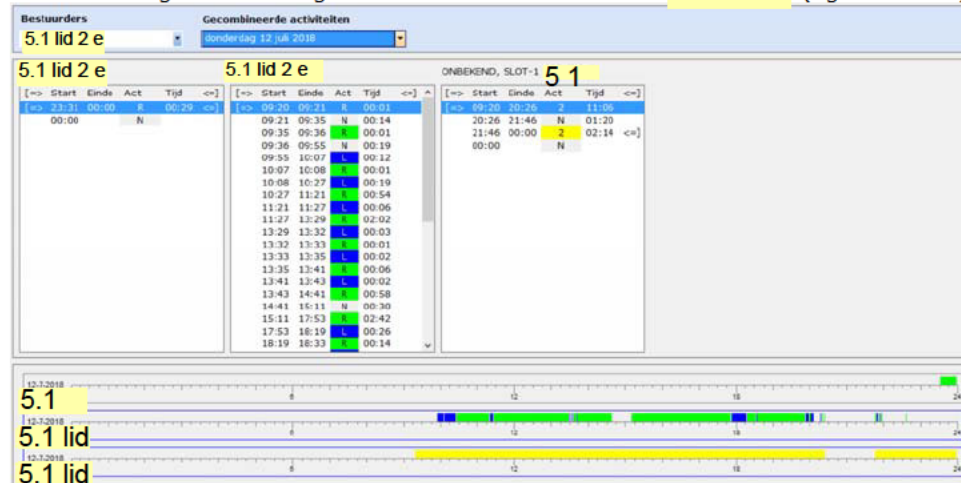 Bestuurders Gecombineerde activiteiten
5.1 lid 2 e donderdag 12 juli 2018
5.1 lid 2 e 5.1 lid 2 e ONBEKEND, SLOT-1 5 1
[=> Start Einde Act Tijd <=] [=> Start Einde Act Tijd <=] [=> Start Einde Act Tijd <=]
[=> 23:31 00:00 R 00:29 <=] [=> 09:20 09:21 R 00:01 [=> 09:20 20:26 2 11:06
00:00 N 09:21 09:35 N 00:14 20:26 21:46 N 01:20
09:35 09:36 R 00:01 21:46 00:00 2 02:14 <=]
09:36 09:55 N 00:19 00:00 N
09:55 10:07 L 00:12
10:07 10:08 R 00:01
10:08 10:27 L 00:19
10:27 11:21 R 00:54
11:21 11:27 L 00:06
11:27 13:29 R 02:02
13:29 13:32 L 00:03
13:32 13:33 R 00:01
13:33 13:35 L 00:02
13:35 13:41 R 00:06
13:41 13:43 L 00:02
13:43 14:41 R 00:58
14:41 15:11 N 00:30
15:11 17:53 R 02:42
17:53 18:19 L 00:26
18:19 18:33 R 00:14
12-7-2018
5.1 6 12 18 24
12-7-2018
5.1 lid 6 12 18 24
12-7-2018
5.1 lid 6 12 18 24